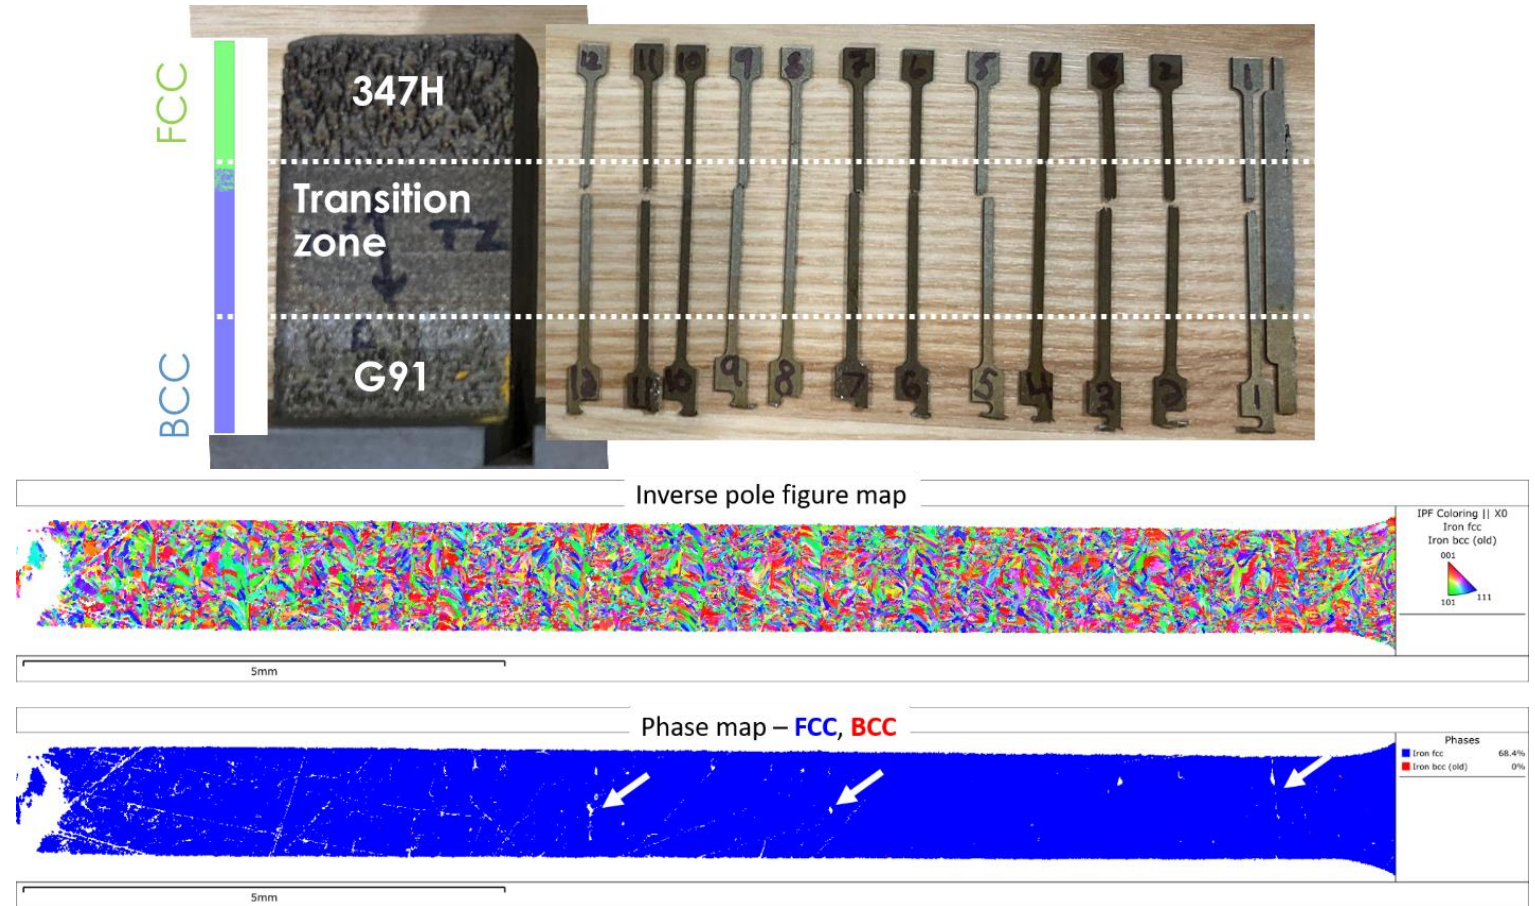 FCC
BCC
347H
Transition
zone
TZ
G91
12 11 10 9 8 7 6 5 4 3 2 1
10 9 8 7 6 5 4 3 2 1
Inverse pole figure map
IPF Coloring || X0
Iron fcc
Iron bcc (old)
001
101
111
5mm
Phase map – FCC, BCC
Phases
Iron fcc 68.4%
Iron bcc (old) 0%
5mm